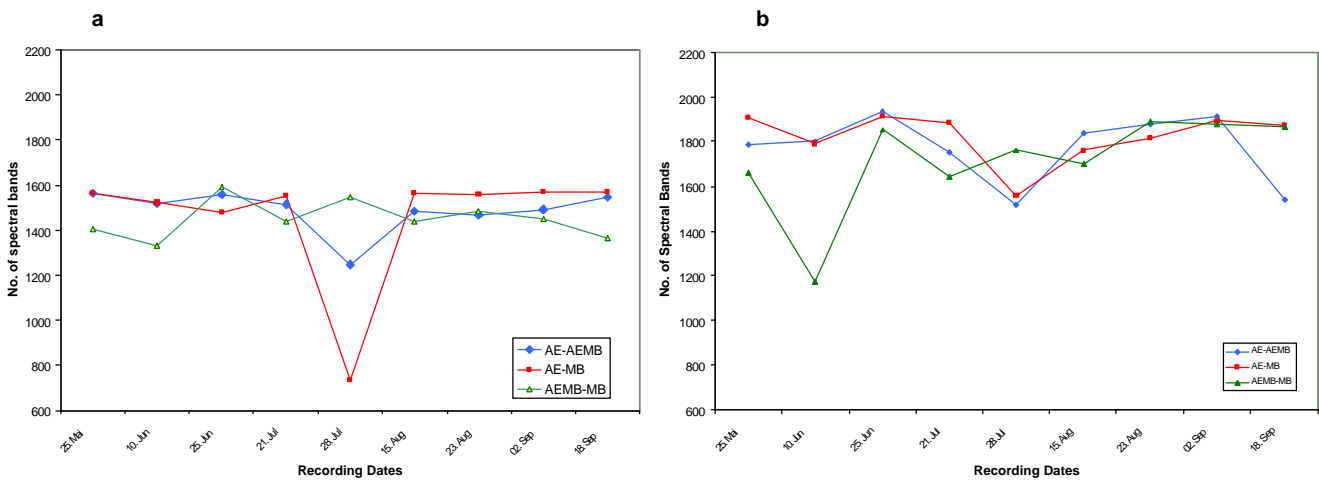 a
2200
2000
1800
1600
1400
1200
1000
800
600
No. of spectral bands
25. Mai
10. Jun
25. Jun
21. Jul
28. Jul
15. Aug
23. Aug
02. Sep
18. Sep
Recording Dates
AE-AEMB
AE-MB
AEMB-MB
b
2200
2000
1800
1600
1400
1200
1000
800
600
No. of Spectral Bands
25. Mai
10. Jun
25. Jun
21. Jul
28. Jul
15. Aug
23. Aug
02. Sep
18. Sep
Recording Dates
AE-AEMB
AE-MB
AEMB-MB